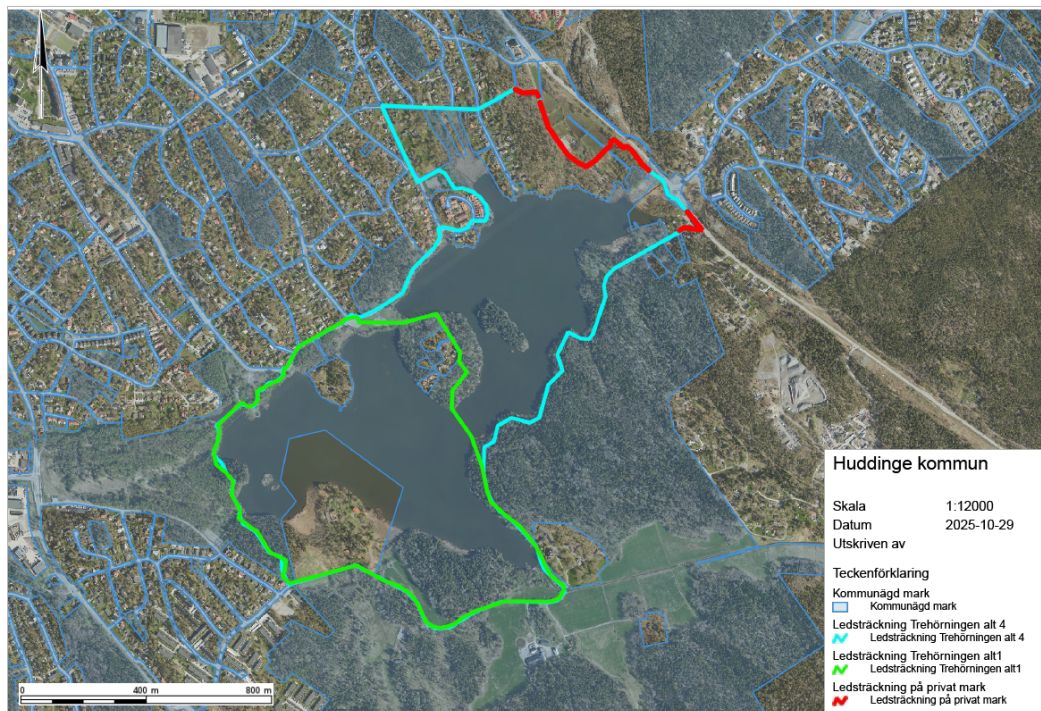 Huddinge kommun
Skala 1:12000
Datum 2025-10-29
Utskriven av
Teckenförklaring
Kommunägd mark
Kommunägd mark
Ledsträckning Trehörningen alt 4
Ledsträckning Trehörningen alt 4
Ledsträckning Trehörningen alt1
Ledsträckning Trehörningen alt1
Ledsträckning på privat mark
Ledsträckning på privat mark
0 400 m 800 m